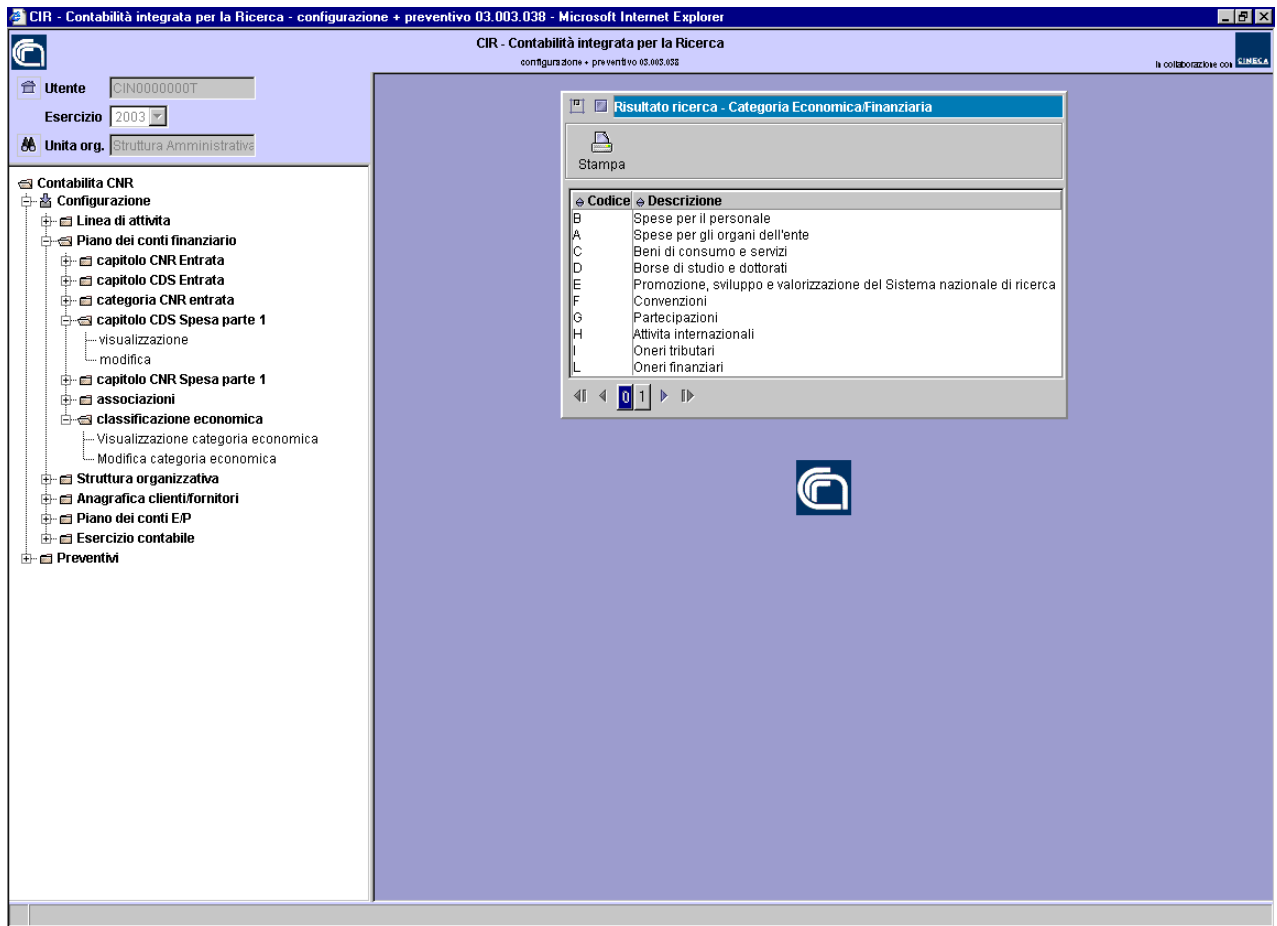 CIR - Contabilità integrata per la Ricerca - configurazione + preventivo 03.003.038 - Microsoft Internet Explorer
CIR - Contabilità integrata per la Ricerca
configurazione + preventivo 03.003.038
In collaborazione con CINECA
Utente CIN0000000T
Esercizio 2003
Unita org. Struttura Amministrativa
Contabilita CNR
Configurazione
Linea di attivita
Piano dei conti finanziario
capitolo CNR Entrata
capitolo CDS Entrata
categoria CNR entrata
capitolo CDS Spesa parte 1
visualizzazione
modifica
capitolo CNR Spesa parte 1
associazioni
classificazione economica
Visualizzazione categoria economica
Modifica categoria economica
Struttura organizzativa
Anagrafica clienti/fornitori
Piano dei conti E/P
Esercizio contabile
Preventivi
Risultato ricerca - Categoria Economica/Finanziaria
Stampa
Codice Descrizione
B Spese per il personale
A Spese per gli organi dell'ente
C Beni di consumo e servizi
D Borse di studio e dottorati
E Promozione, sviluppo e valorizzazione del Sistema nazionale di ricerca
F Convenzioni
G Partecipazioni
H Attivita internazionali
I Oneri tributari
L Oneri finanziari
0 1